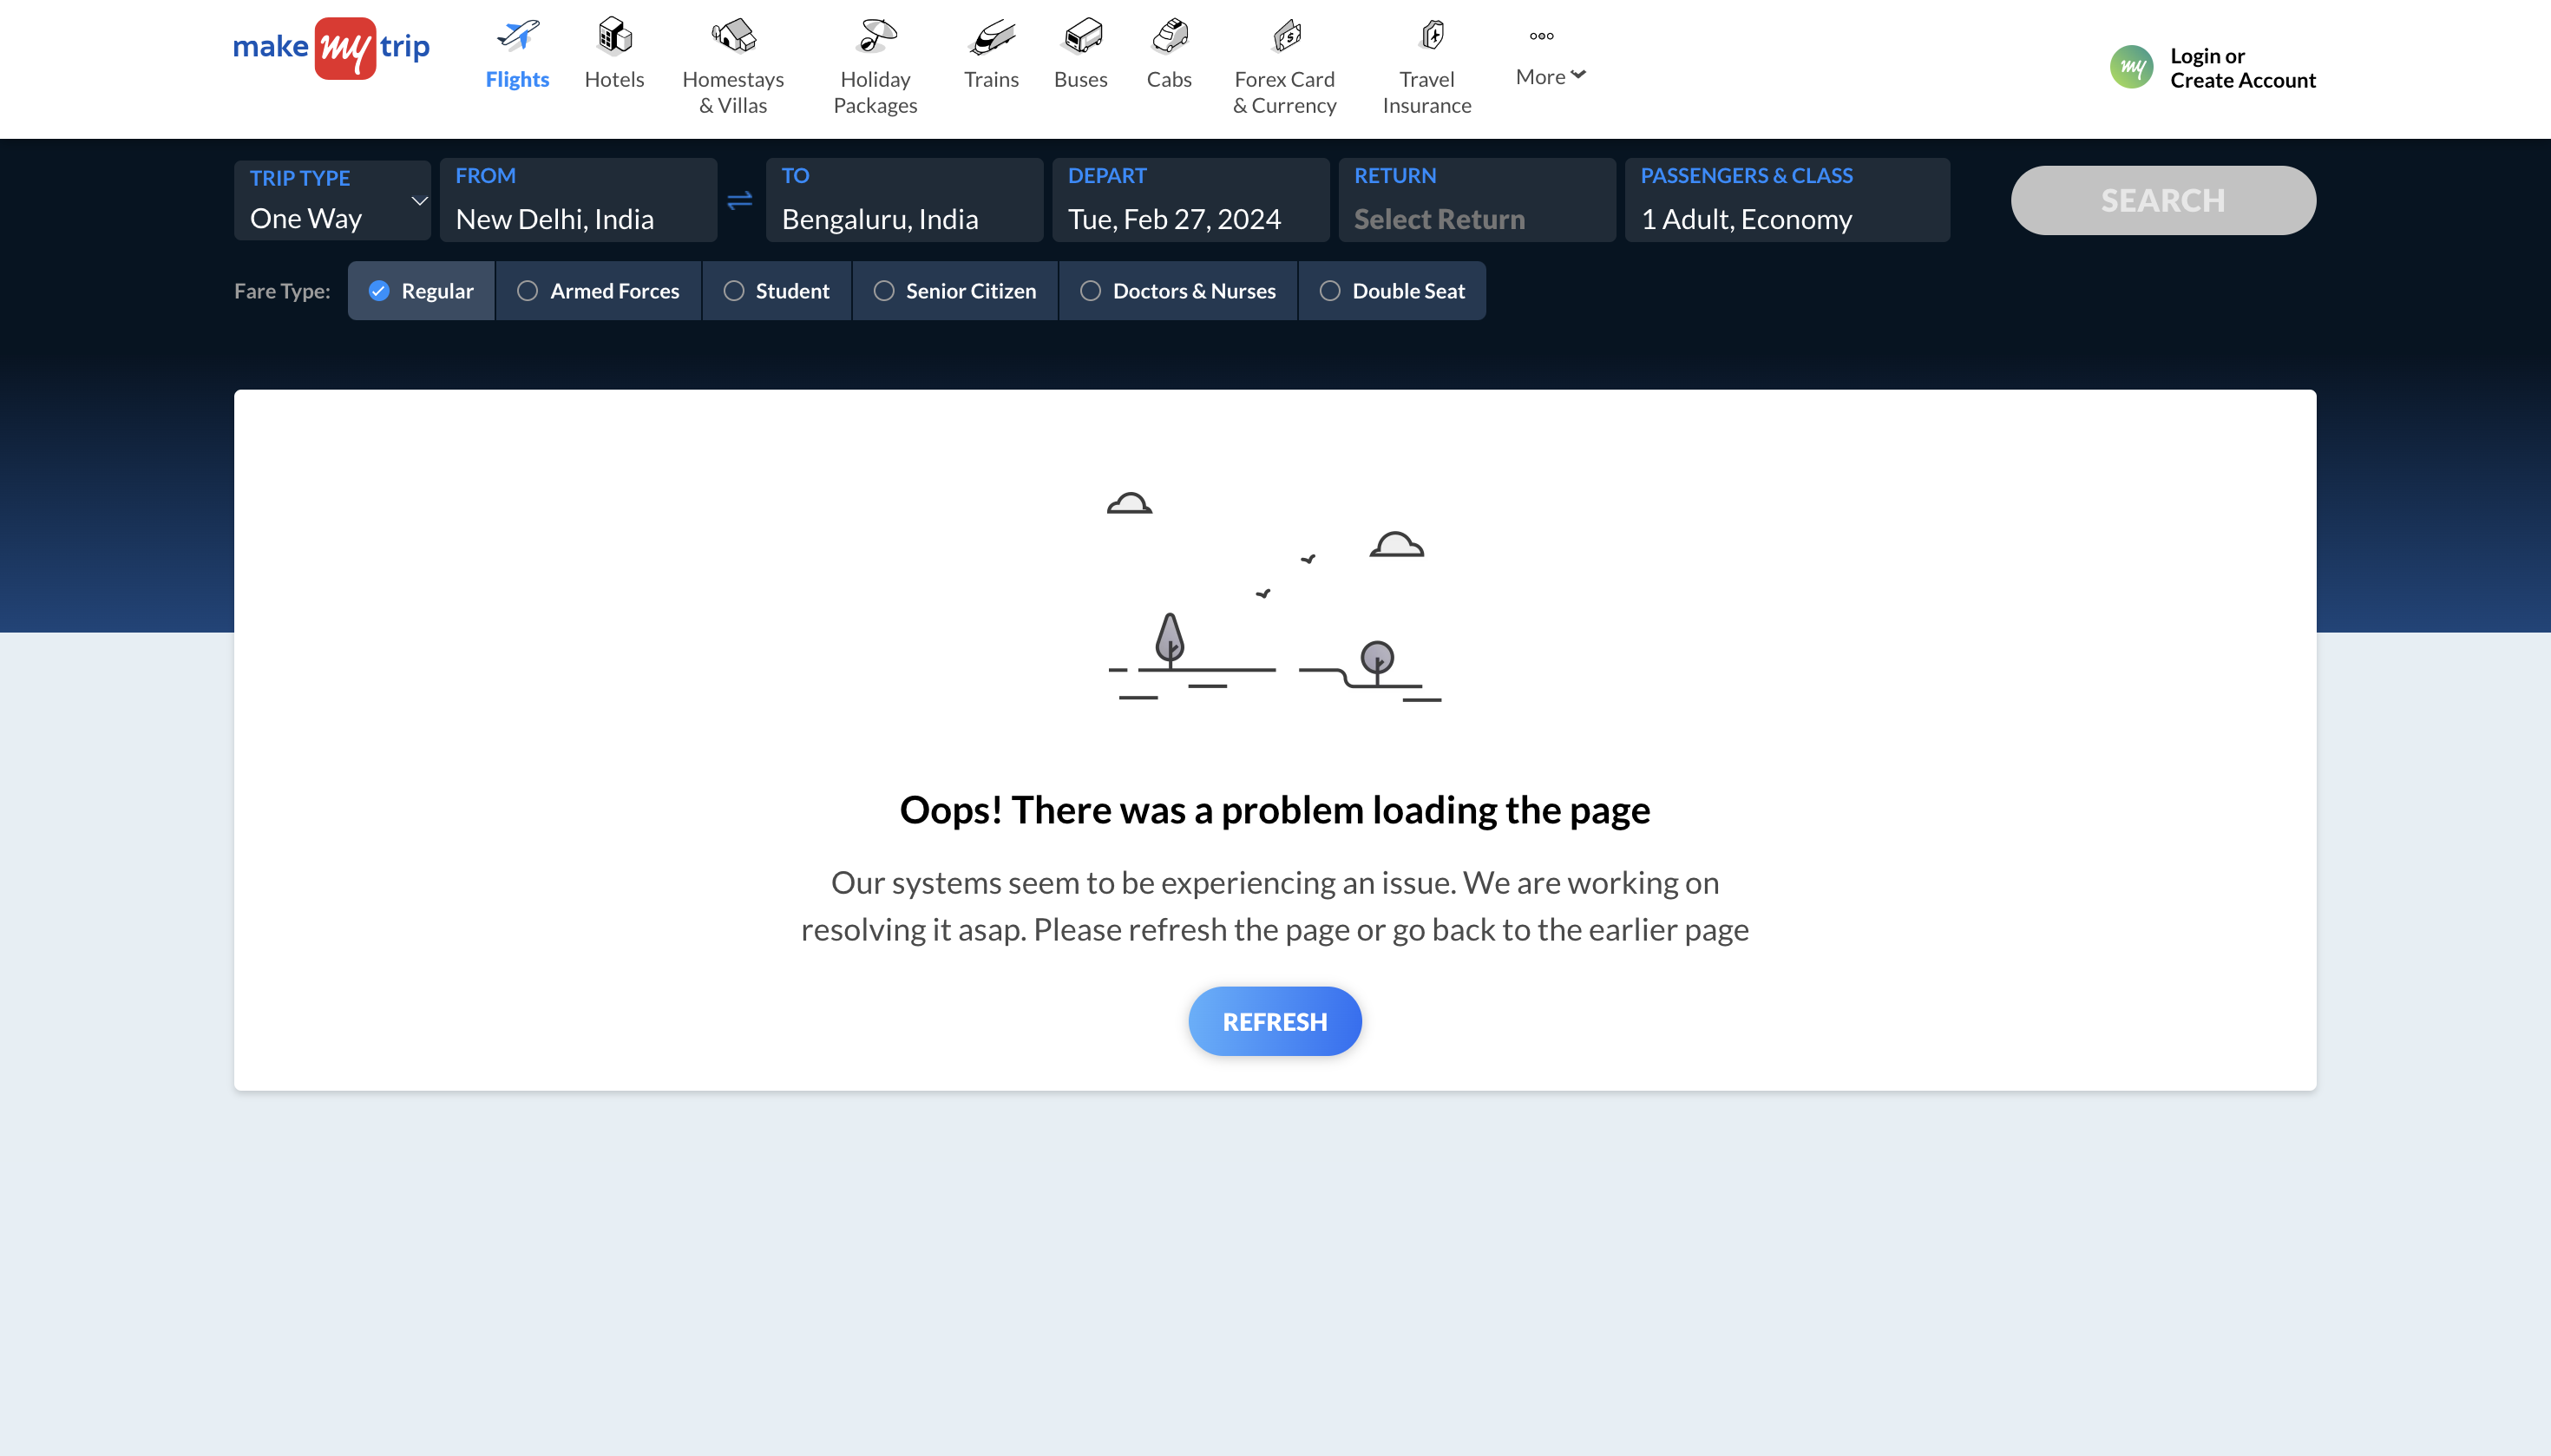 make my trip
Flights
Hotels
Homestays
& Villas
Holiday
Packages
Trains
Buses
Cabs
Forex Card
& Currency
Travel
Insurance
More
my
Login or
Create Account
TRIP TYPE
One Way
FROM
New Delhi, India
TO
Bengaluru, India
DEPART
Tue, Feb 27, 2024
RETURN
Select Return
PASSENGERS & CLASS
1 Adult, Economy
SEARCH
Fare Type:
Regular
Armed Forces
Student
Senior Citizen
Doctors & Nurses
Double Seat
Oops! There was a problem loading the page
Our systems seem to be experiencing an issue. We are working on
resolving it asap. Please refresh the page or go back to the earlier page
REFRESH